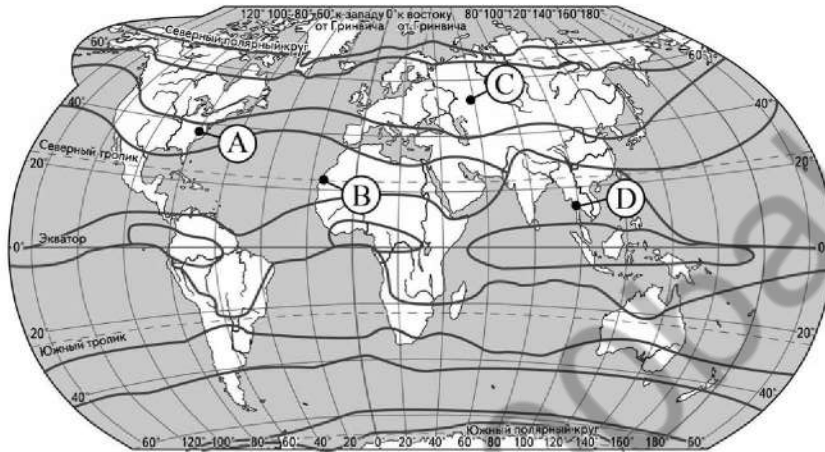 120° 100° 80° 60° к западу 0° к востоку 80° 100° 120° 140° 160° 180°
от Гринвича от Гринвича
Северный полярный круг
60° 60°
C
40° 40°
A
Северный тропик
20° 20°
B D
Экватор
0° 0°
20° 20°
Южный тропик
40° 40°
Южный полярный круг
60° 120° 100° 80° 60° 40° 20° 0° 20° 40° 60° 80° 100° 120° 140° 160° 180°